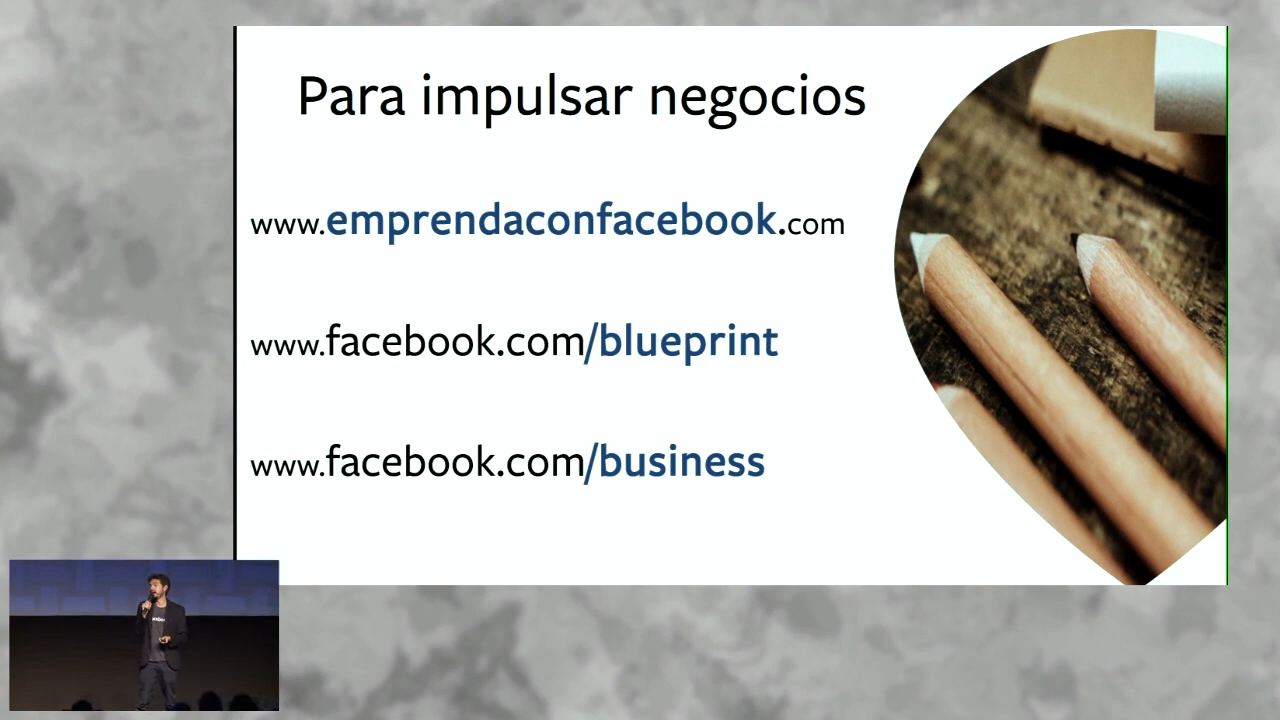 Para impulsar negocios
www.emprendaconfacebook.com
www.facebook.com/blueprint
www.facebook.com/business